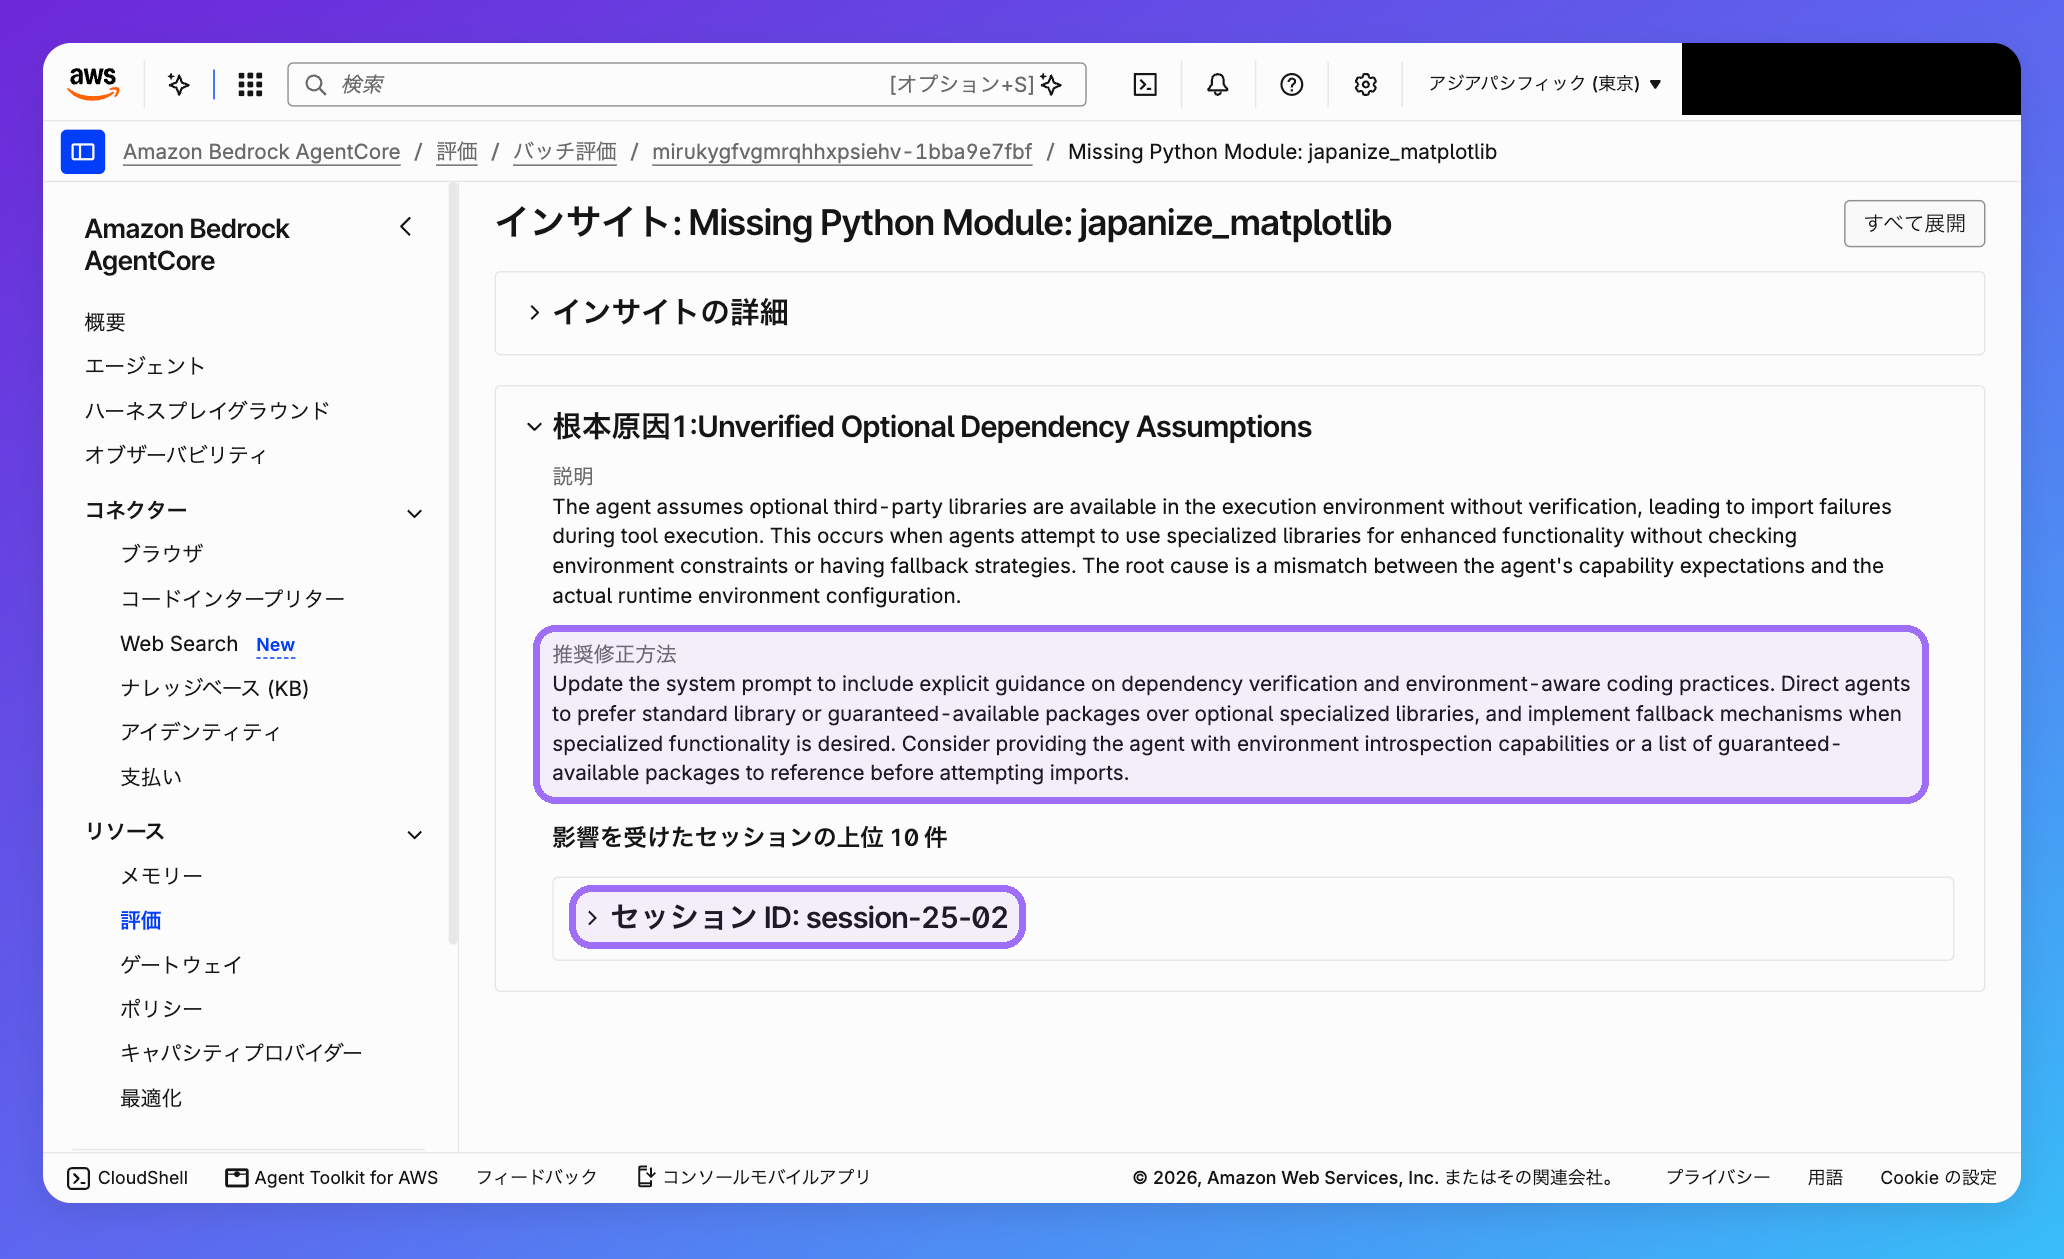 aws
検索
[オプション+S]
アジアパシフィック (東京) ▼
Amazon Bedrock AgentCore / 評価 / バッチ評価 / mirukygfvgmrqhhxpsiehv-1bba9e7fbf / Missing Python Module: japanize_matplotlib
Amazon Bedrock
AgentCore
概要
エージェント
ハーネスプレイグラウンド
オブザーバビリティ
コネクター
ブラウザ
コードインタープリター
Web Search New
ナレッジベース (KB)
アイデンティティ
支払い
リソース
メモリー
評価
ゲートウェイ
ポリシー
キャパシティプロバイダー
最適化
インサイト: Missing Python Module: japanize_matplotlib
すべて展開
インサイトの詳細
根本原因1:Unverified Optional Dependency Assumptions
説明
The agent assumes optional third-party libraries are available in the execution environment without verification, leading to import failures
during tool execution. This occurs when agents attempt to use specialized libraries for enhanced functionality without checking
environment constraints or having fallback strategies. The root cause is a mismatch between the agent's capability expectations and the
actual runtime environment configuration.
推奨修正方法
Update the system prompt to include explicit guidance on dependency verification and environment-aware coding practices. Direct agents
to prefer standard library or guaranteed-available packages over optional specialized libraries, and implement fallback mechanisms when
specialized functionality is desired. Consider providing the agent with environment introspection capabilities or a list of guaranteed-
available packages to reference before attempting imports.
影響を受けたセッションの上位 10 件
セッション ID: session-25-02
CloudShell
Agent Toolkit for AWS
フィードバック
コンソールモバイルアプリ
© 2026, Amazon Web Services, Inc. またはその関連会社。
プライバシー
用語
Cookie の設定